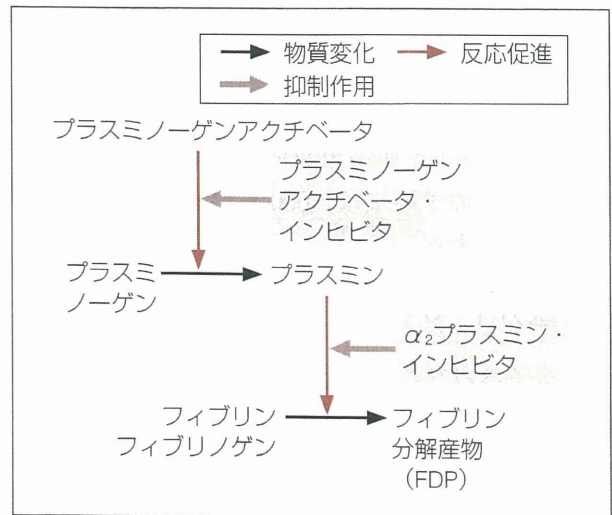 物質変化 反応促進
抑制作用
プラスミノーゲンアクチベータ
プラスミノーゲン
アクチベータ・
インヒビタ
プラスミ
ノーゲン
プラスミン
α₂プラスミン・
インヒビタ
フィブリン
フィブリノゲン
フィブリン
分解産物
(FDP)